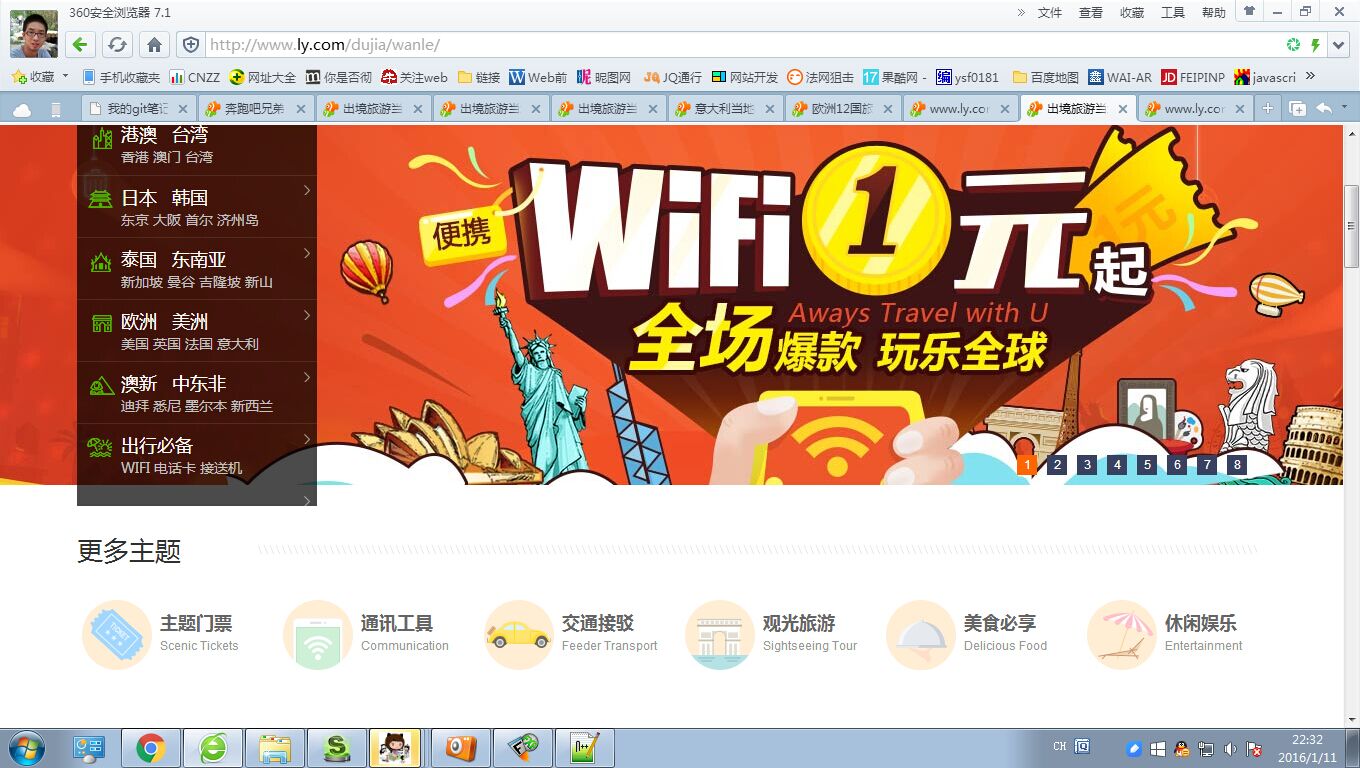 360安全浏览器 7.1
» 文件 查看 收藏 工具 帮助
http://www.ly.com/dujia/wanle/
收藏 手机收藏夹 CNZZ 网址大全 你是否彻 关注web 链接 Web前 昵图网 JQ通行 网站开发 法网狙击 果酷网 - ysf0181 百度地图 WAI-AR FEIPINP javascri »
我的git笔记 奔跑吧兄弟 出境旅游当 出境旅游当 出境旅游当 意大利当地 欧洲12国旅 www.ly.cor 出境旅游当 www.ly.cor
港澳 台湾
香港 澳门 台湾
日本 韩国
东京 大阪 首尔 济州岛
泰国 东南亚
新加坡 曼谷 吉隆坡 新山
欧洲 美洲
美国 英国 法国 意大利
澳新 中东非
迪拜 悉尼 墨尔本 新西兰
出行必备
WIFI 电话卡 接送机
便携
WiFi 1 元 起
1元
Aways Travel with U
全场爆款 玩乐全球
1 2 3 4 5 6 7 8
更多主题
主题门票
Scenic Tickets
通讯工具
Communication
交通接驳
Feeder Transport
观光旅游
Sightseeing Tour
美食必享
Delicious Food
休闲娱乐
Entertainment
TICKET
CH
22:32
2016/1/11